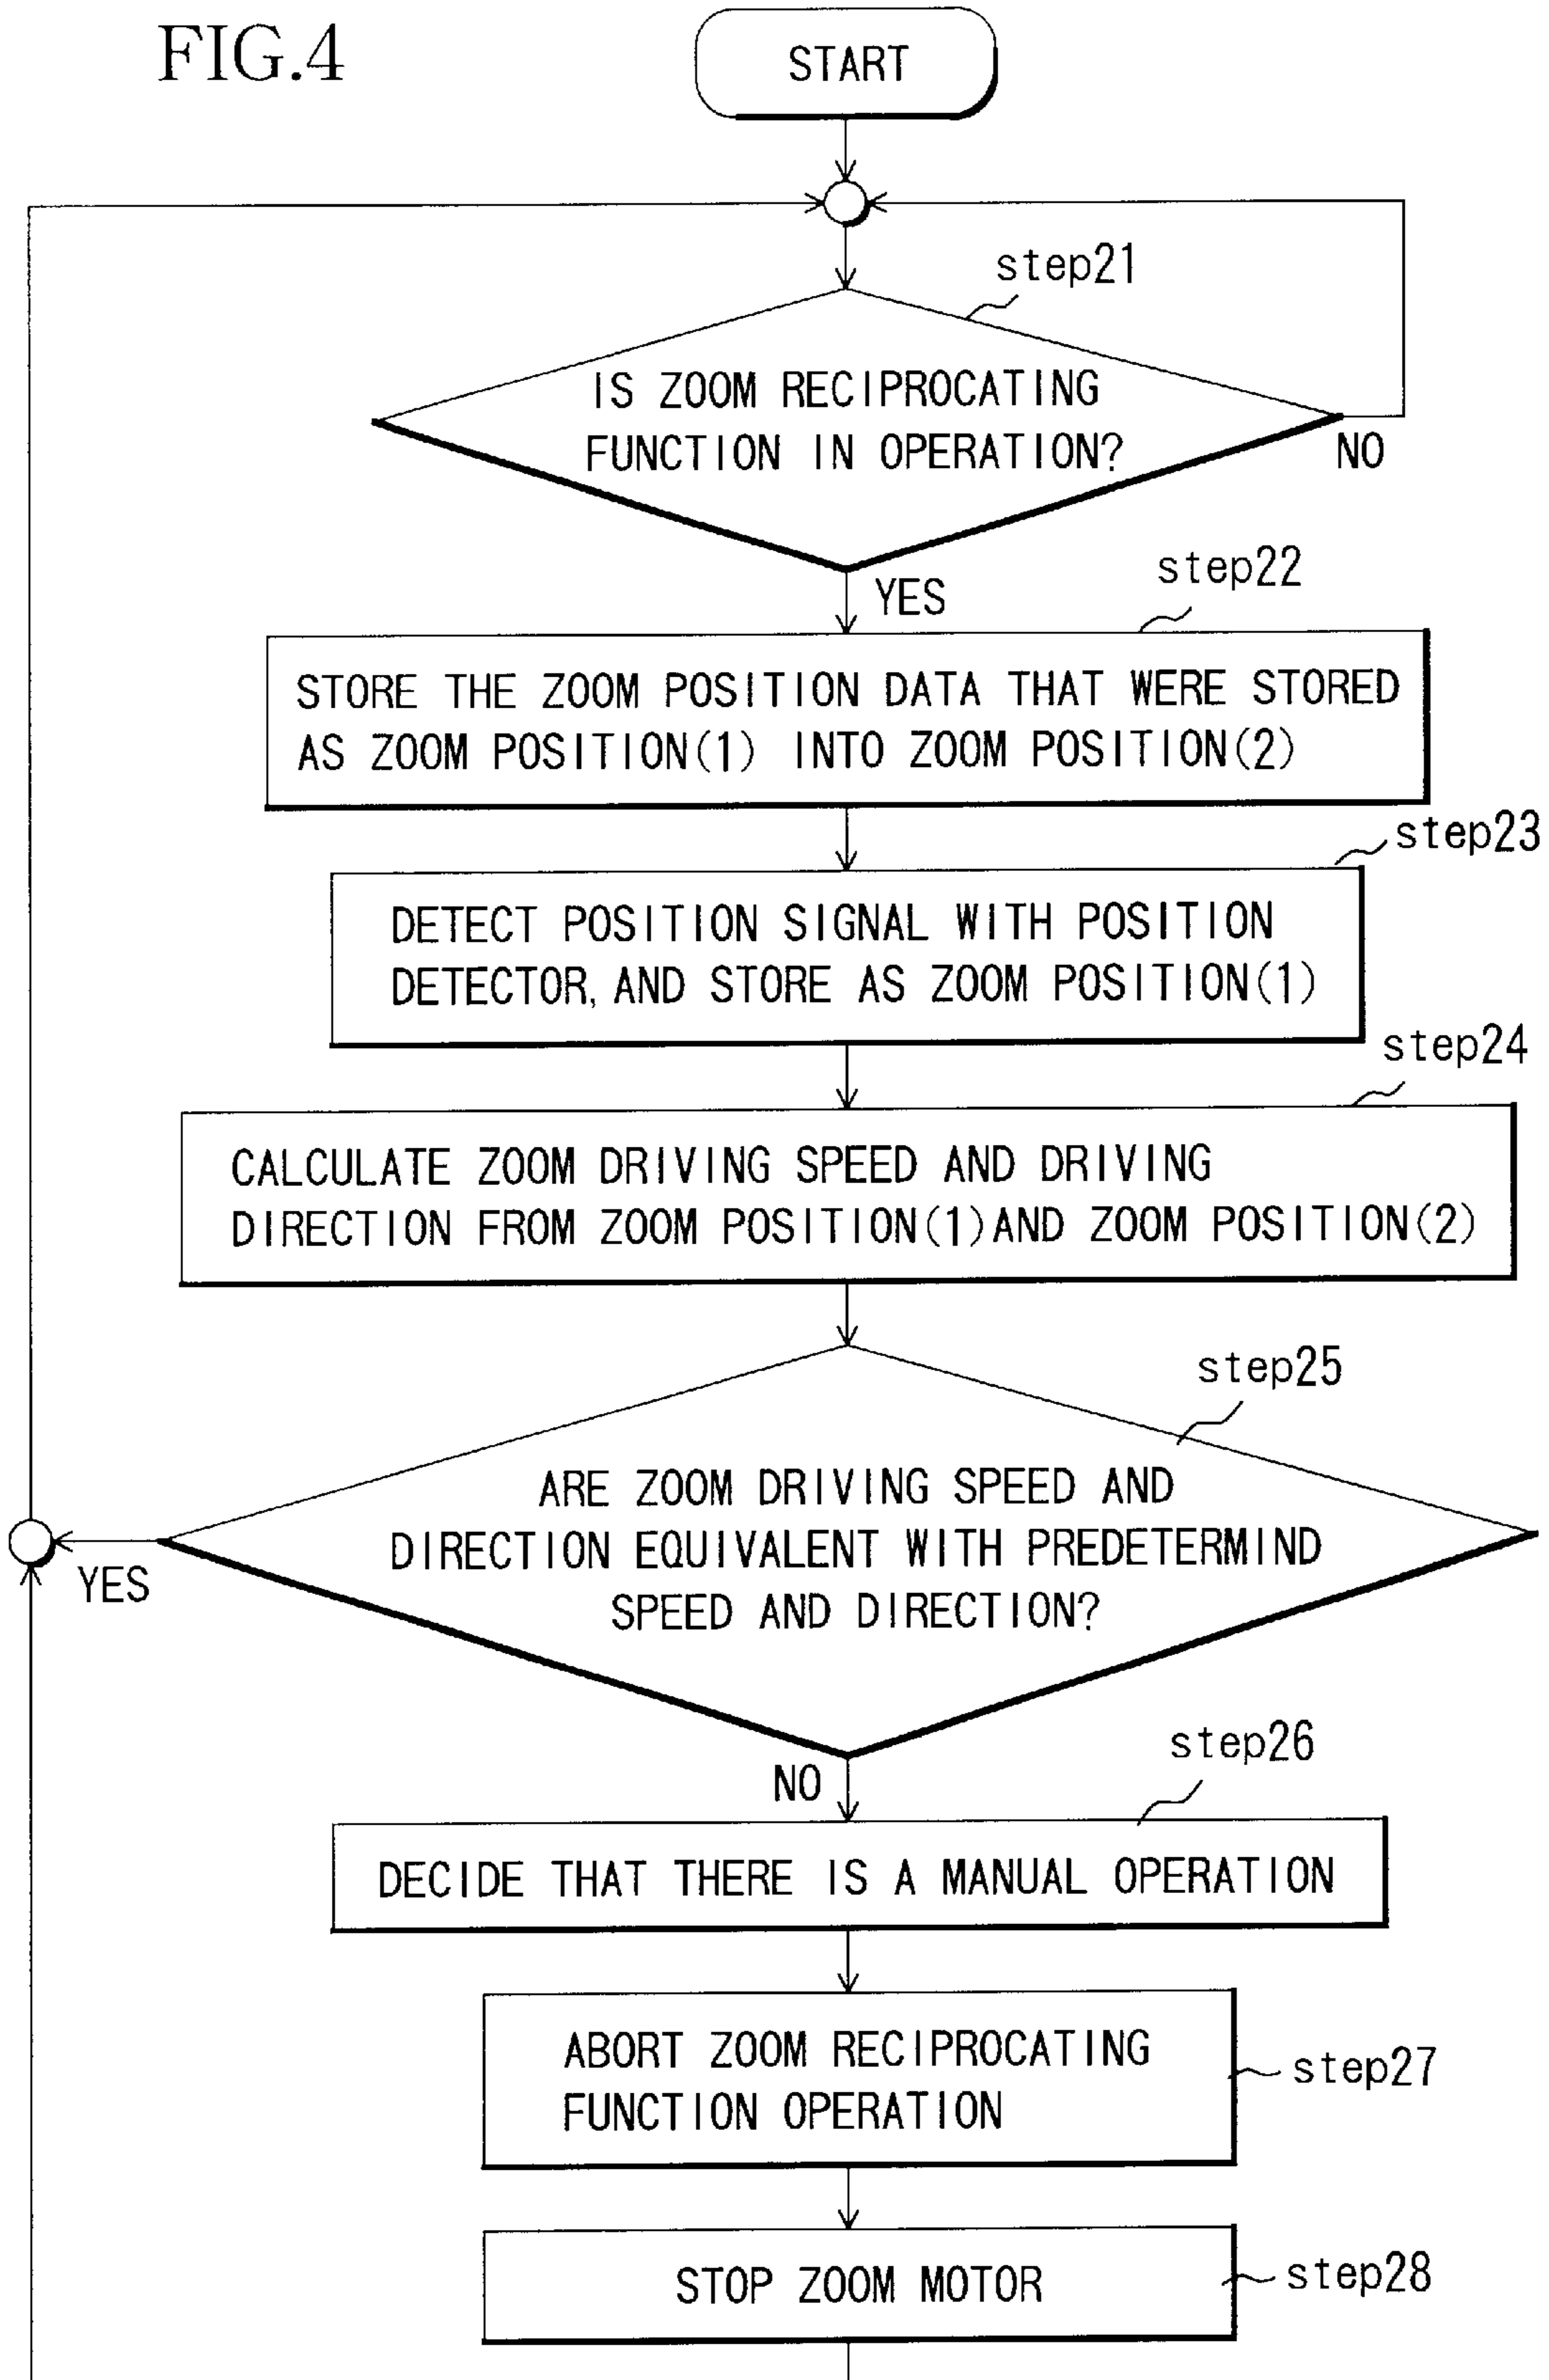 FIG.4
START
step21
IS ZOOM RECIPROCATING
FUNCTION IN OPERATION?
NO
YES
step22
STORE THE ZOOM POSITION DATA THAT WERE STORED
AS ZOOM POSITION(1) INTO ZOOM POSITION(2)
step23
DETECT POSITION SIGNAL WITH POSITION
DETECTOR, AND STORE AS ZOOM POSITION(1)
step24
CALCULATE ZOOM DRIVING SPEED AND DRIVING
DIRECTION FROM ZOOM POSITION(1)AND ZOOM POSITION(2)
step25
ARE ZOOM DRIVING SPEED AND
DIRECTION EQUIVALENT WITH PREDETERMIND
SPEED AND DIRECTION?
YES
NO
step26
DECIDE THAT THERE IS A MANUAL OPERATION
ABORT ZOOM RECIPROCATING
FUNCTION OPERATION
step27
STOP ZOOM MOTOR
step28